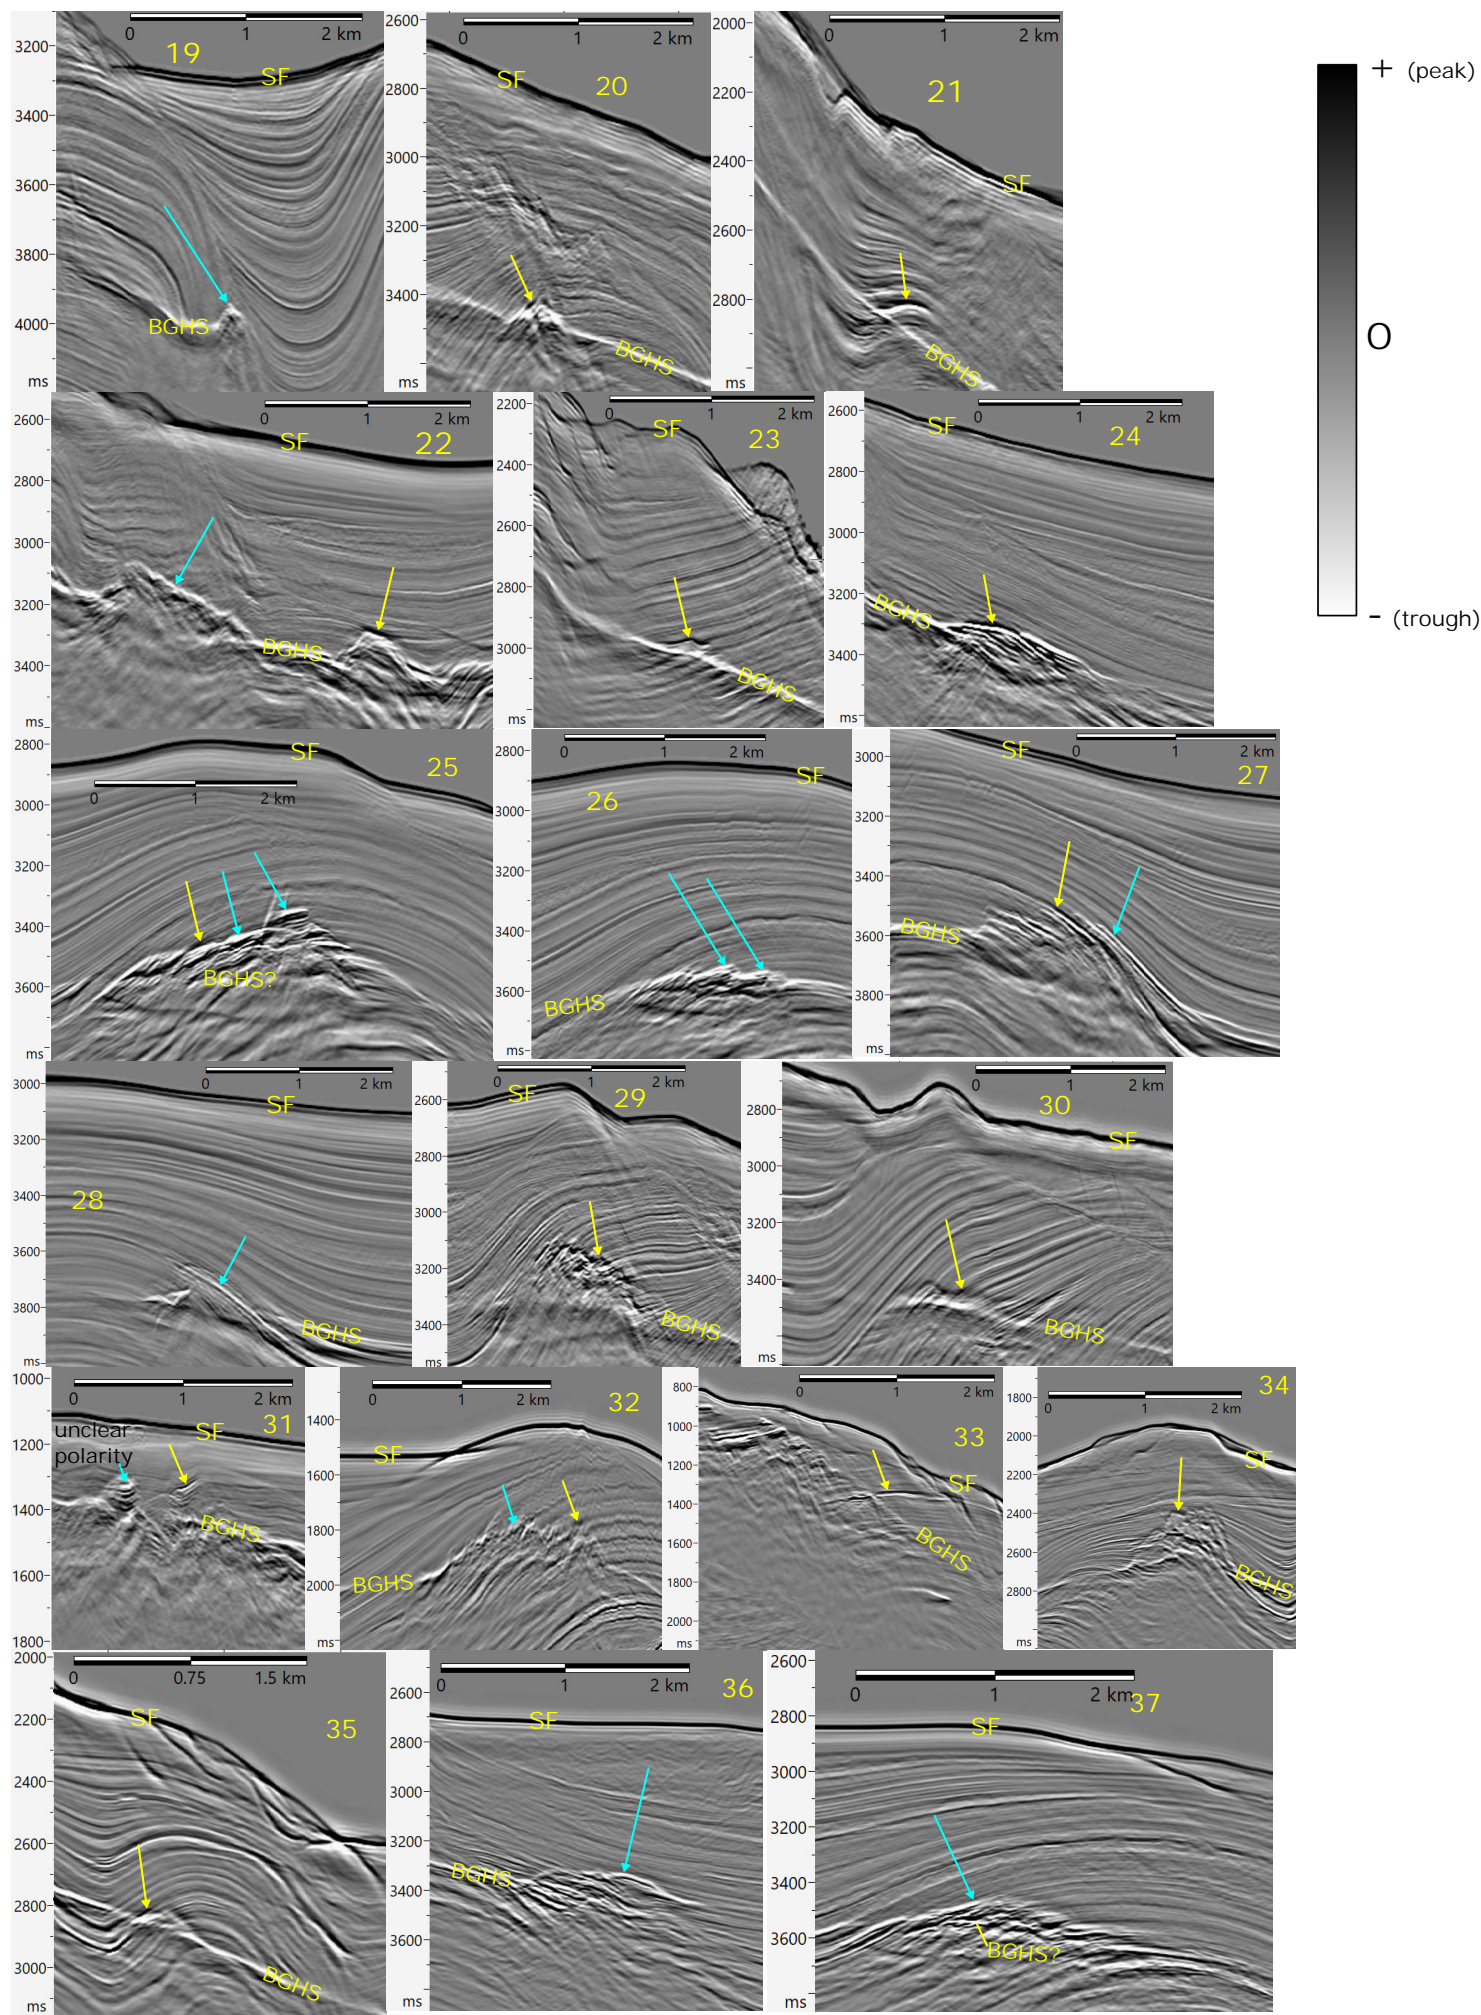 0 1 2 km
3200
3400
3600
3800
4000
ms
19
SF
BGHS
0 1 2 km
2600
2800
3000
3200
3400
ms
20
SF
BGHS
0 1 2 km
2000
2200
2400
2600
2800
ms
21
SF
BGHS
+ (peak)
0
- (trough)
0 1 2 km
2600
2800
3000
3200
3400
ms
22
SF
BGHS
0 1 2 km
2200
2400
2600
2800
3000
ms
23
SF
BGHS
0 1 2 km
2600
2800
3000
3200
3400
ms
24
SF
BGHS
0 1 2 km
2800
3000
3200
3400
3600
ms
25
SF
BGHS?
0 1 2 km
2800
3000
3200
3400
3600
ms
26
SF
BGHS
0 1 2 km
3000
3200
3400
3600
3800
ms
27
SF
BGHS
0 1 2 km
3000
3200
3400
3600
3800
ms
28
SF
BGHS
0 1 2 km
2600
2800
3000
3200
3400
ms
29
SF
BGHS
0 1 2 km
2800
3000
3200
3400
ms
30
SF
BGHS
0 1 2 km
1000
1200
1400
1600
1800
31
SF
unclear
polarity
BGHS
0 1 2 km
1400
1600
1800
2000
ms
32
SF
BGHS
0 1 2 km
800
1000
1200
1400
1600
1800
2000
ms
33
SF
BGHS
0 1 2 km
1800
2000
2200
2400
2600
2800
ms
34
SF
BGHS
0 0.75 1.5 km
2000
2200
2400
2600
2800
3000
ms
35
SF
BGHS
0 1 2 km
2600
2800
3000
3200
3400
3600
ms
36
SF
BGHS
0 1 2 km
2600
2800
3000
3200
3400
3600
ms
37
SF
BGHS?